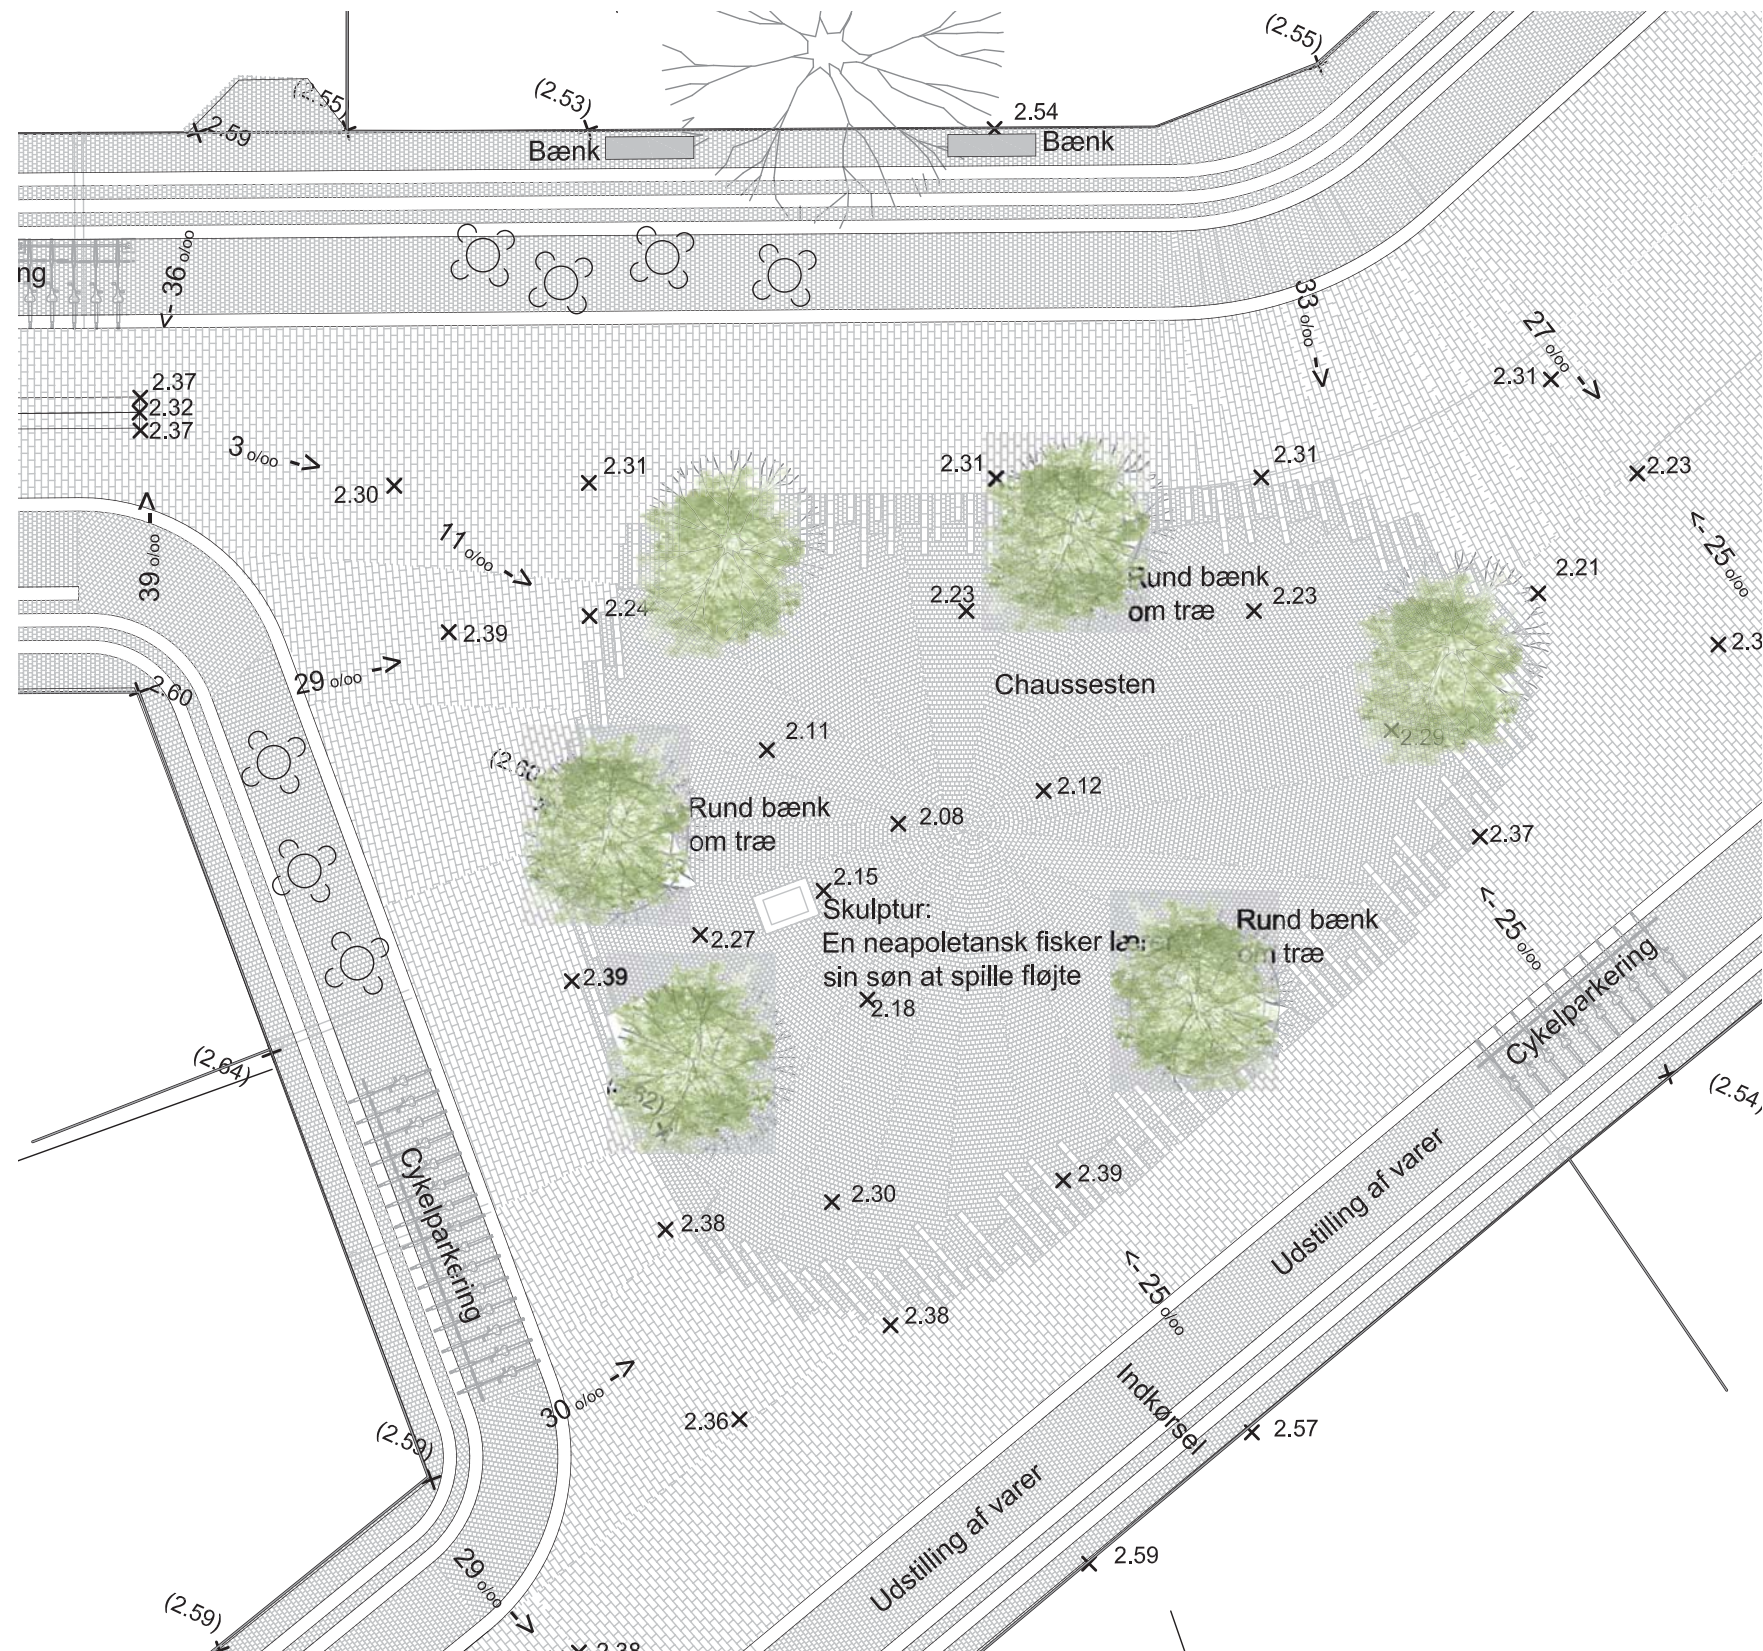 (2.55)
(2.55)
(2.53)
2.59
2.54
Bænk
Bænk
36 o/oo
ng
33 o/oo
27 o/oo
2.37
2.32
2.37
2.31
3 o/oo
2.30
2.31
2.31
2.31
2.23
11 o/oo
39 o/oo
25 o/oo
2.21
Rund bænk
om træ
2.23
2.23
2.24
2.39
2.3
29 o/oo
2.60
Chaussesten
2.11
2.29
(2.60
2.12
Rund bænk
om træ
2.08
2.37
2.15
Skulptur:
En neapoletansk fisker lærer
sin søn at spille fløjte
Rund bænk
om træ
25 o/oo
2.27
2.39
2.18
Cykelparkering
(2.64)
(2.54)
Cykelparkering
2.39
2.30
2.38
Udstilling af varer
25 o/oo
2.38
30 o/oo
2.36
Indkørsel
2.57
(2.59)
Udstilling af varer
29 o/oo
2.59
(2.59)
2.38